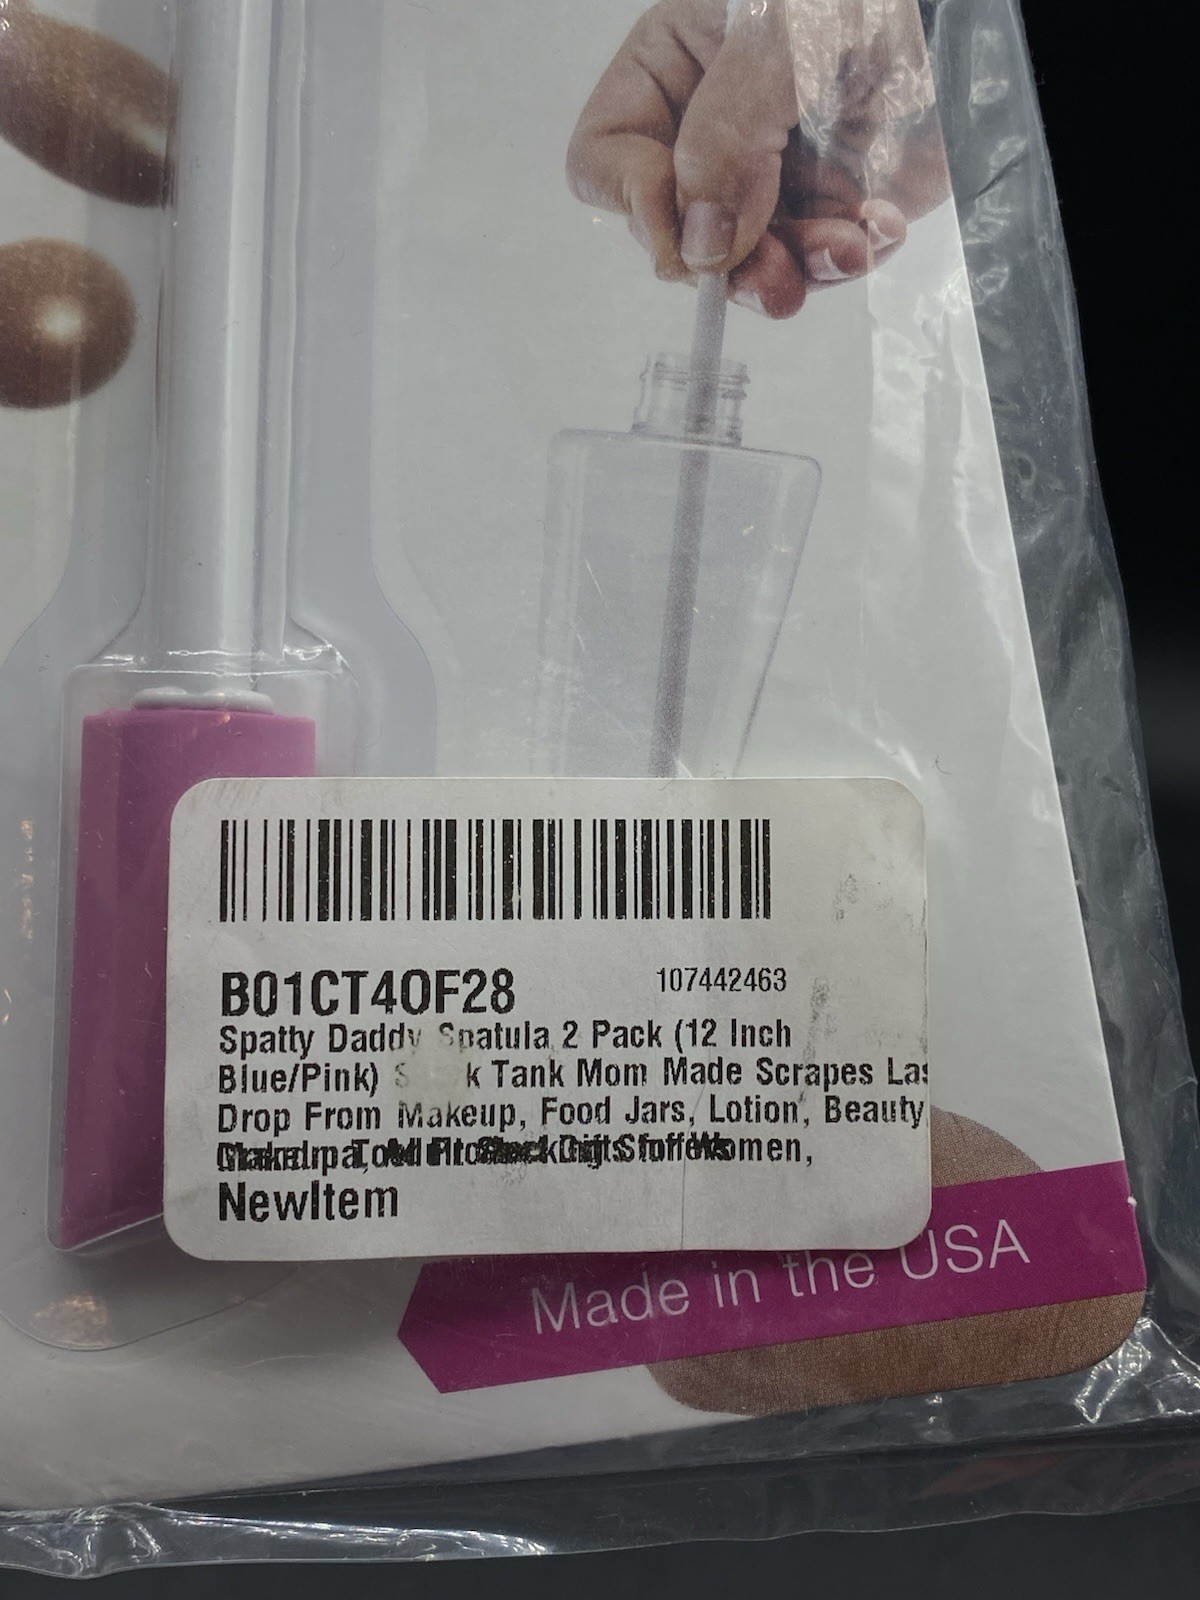 B01CT4OF28 107442463
Spatty Daddy Spatula 2 Pack (12 Inch
Blue/Pink) Tank Mom Made Scrapes Las
Drop From Makeup, Food Jars, Lotion, Beauty,
Women,
NewItem
Made in the USA